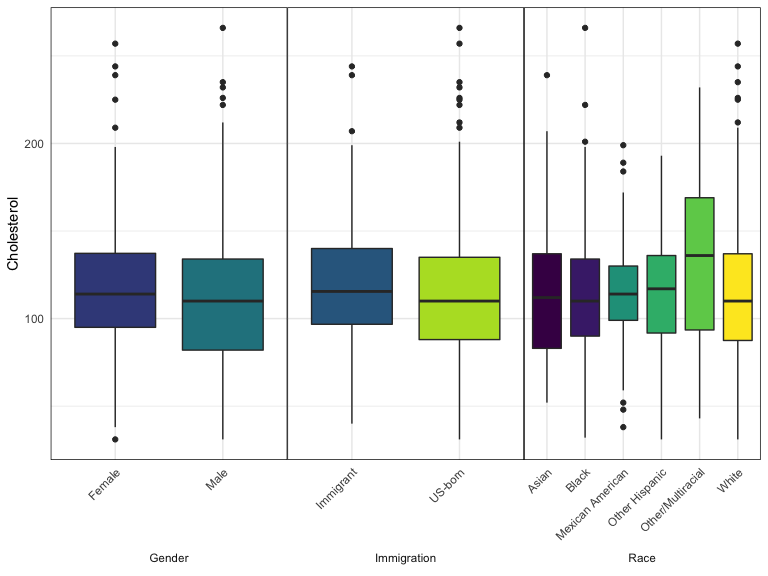 Cholesterol
200
100
Female
Male
Immigrant
US-born
Asian
Black
Mexican American
Other Hispanic
Other/Multiracial
White
Gender
Immigration
Race